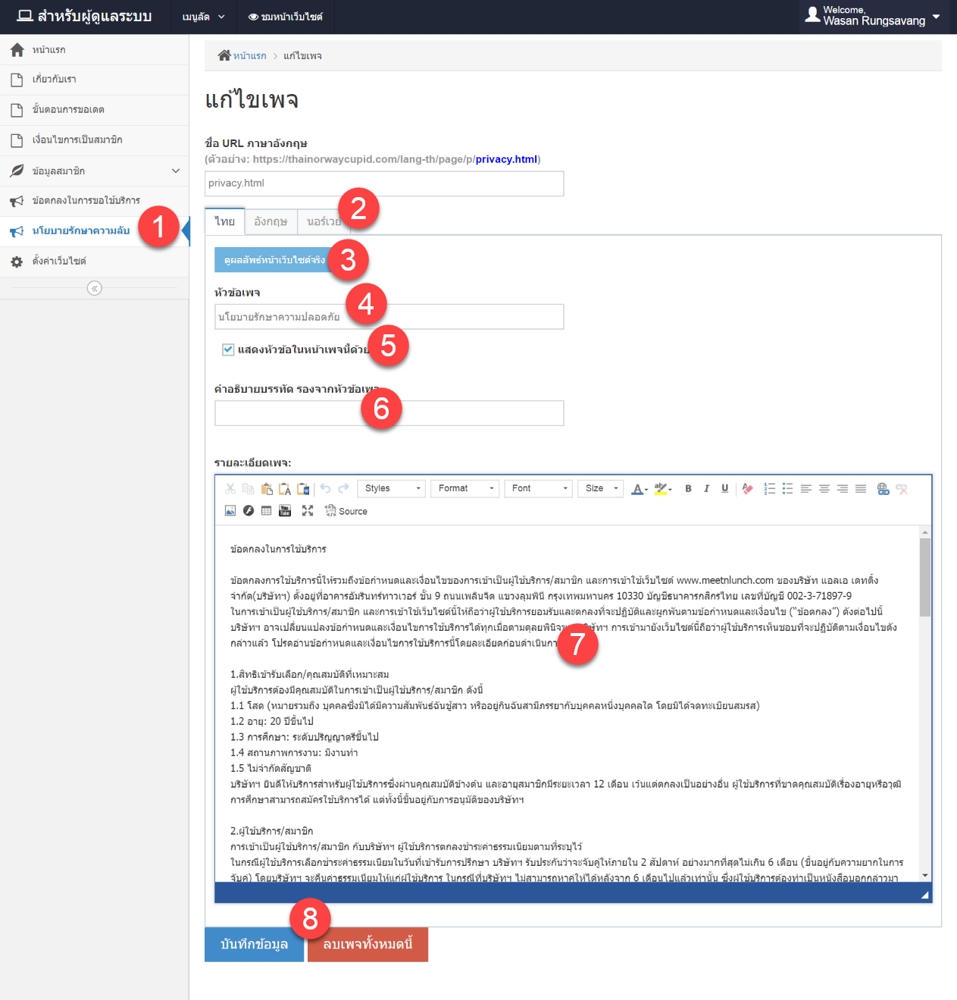 สำหรับผู้ดูแลระบบ
เมนูลัด
ชมหน้าเว็บไซต์
Welcome,
Wasan Rungsavang
หน้าแรก
เกี่ยวกับเรา
ขั้นตอนการขอเดต
เงื่อนไขการเป็นสมาชิก
ข้อมูลสมาชิก
ข้อตกลงในการขอใช้บริการ
นโยบายรักษาความลับ
1
ตั้งค่าเว็บไซต์
หน้าแรก > แก้ไขเพจ
แก้ไขเพจ
ชื่อ URL ภาษาอังกฤษ
(ตัวอย่าง: https://thainorwaycupid.com/lang-th/page/p/privacy.html)
privacy.html
ไทย อังกฤษ นอร์เวย์
2
ดูผลลัพธ์หน้าเว็บไซต์จริง
3
หัวข้อเพจ
4
นโยบายรักษาความปลอดภัย
แสดงหัวข้อในหน้าเพจนี้ด้วย
5
คำอธิบายบรรทัด รองจากหัวข้อเพจ
6
รายละเอียดเพจ:
Styles Format Font Size
B I U
You Tube
Source
ข้อตกลงในการใช้บริการ
ข้อตกลงการใช้บริการนี้ให้รวมถึงข้อกำหนดและเงื่อนไขของการเข้าเป็นผู้ใช้บริการ/สมาชิก และการเข้าใช้เว็บไซต์ www.meetnlunch.com ของบริษัท แอลเอ เดทติ้ง
จำกัด(บริษัทฯ) ตั้งอยู่ที่อาคารอัมรินทร์ทาวเวอร์ ชั้น 9 ถนนเพลินจิต แขวงลุมพินี กรุงเทพมหานคร 10330 บัญชีธนาคารกสิกรไทย เลขที่บัญชี 002-3-71897-9
ในการเข้าเป็นผู้ใช้บริการ/สมาชิก และการเข้าใช้เว็บไซต์นี้ให้ถือว่าผู้ใช้บริการยอมรับและตกลงที่จะปฏิบัติและผูกพันตามข้อกำหนดและเงื่อนไข (“ข้อตกลง”) ดังต่อไปนี้
บริษัทฯ อาจเปลี่ยนแปลงข้อกำหนดและเงื่อนไขการใช้บริการได้ทุกเมื่อตามดุลยพินิจ บริษัทฯ การเข้ามายังเว็บไซต์นี้ถือว่าผู้ใช้บริการเห็นชอบที่จะปฏิบัติตามเงื่อนไขดัง
กล่าวแล้ว โปรดอ่านข้อกำหนดและเงื่อนไขการใช้บริการนี้โดยละเอียดก่อนดำเนินกา
7
1.สิทธิเข้ารับเลือก/คุณสมบัติที่เหมาะสม
ผู้ใช้บริการต้องมีคุณสมบัติในการเข้าเป็นผู้ใช้บริการ/สมาชิก ดังนี้
1.1 โสด (หมายรวมถึง บุคคลซึ่งมิได้มีความสัมพันธ์ฉันชู้สาว หรืออยู่กินฉันสามีภรรยากับบุคคลหนึ่งบุคคลใด โดยมิได้จดทะเบียนสมรส)
1.2 อายุ: 20 ปีขึ้นไป
1.3 การศึกษา: ระดับปริญญาตรีขึ้นไป
1.4 สถานภาพการงาน: มีงานทำ
1.5 ไม่จำกัดสัญชาติ
บริษัทฯ ยินดีให้บริการสำหรับผู้ใช้บริการซึ่งผ่านคุณสมบัติข้างต้น และอายุสมาชิกมีระยะเวลา 12 เดือน เว้นแต่ตกลงเป็นอย่างอื่น ผู้ใช้บริการที่ขาดคุณสมบัติเรื่องอายุหรือวุฒิ
การศึกษาสามารถสมัครใช้บริการได้ แต่ทั้งนี้ขึ้นอยู่กับการอนุมัติของบริษัทฯ
2.ผู้ใช้บริการ/สมาชิก
การเข้าเป็นผู้ใช้บริการ/สมาชิก กับบริษัทฯ ผู้ใช้บริการตกลงชำระค่าธรรมเนียมตามที่ระบุไว้
ในกรณีผู้ใช้บริการเลือกชำระค่าธรรมเนียมในวันที่เข้ารับการปรึกษา บริษัทฯ รับประกันว่าจะจับคู่ให้ภายใน 2 สัปดาห์ อย่างมากที่สุดไม่เกิน 6 เดือน (ขึ้นอยู่กับความยากในการ
จับคู่) โดยบริษัทฯ จะคืนค่าธรรมเนียมให้แก่ผู้ใช้บริการ ในกรณีที่บริษัทฯ ไม่สามารถหาคู่ให้ได้หลังจาก 6 เดือนไปแล้วเท่านั้น ซึ่งผู้ใช้บริการต้องทำเป็นหนังสือบอกกล่าวมา
8
บันทึกข้อมูล
ลบเพจทั้งหมดนี้